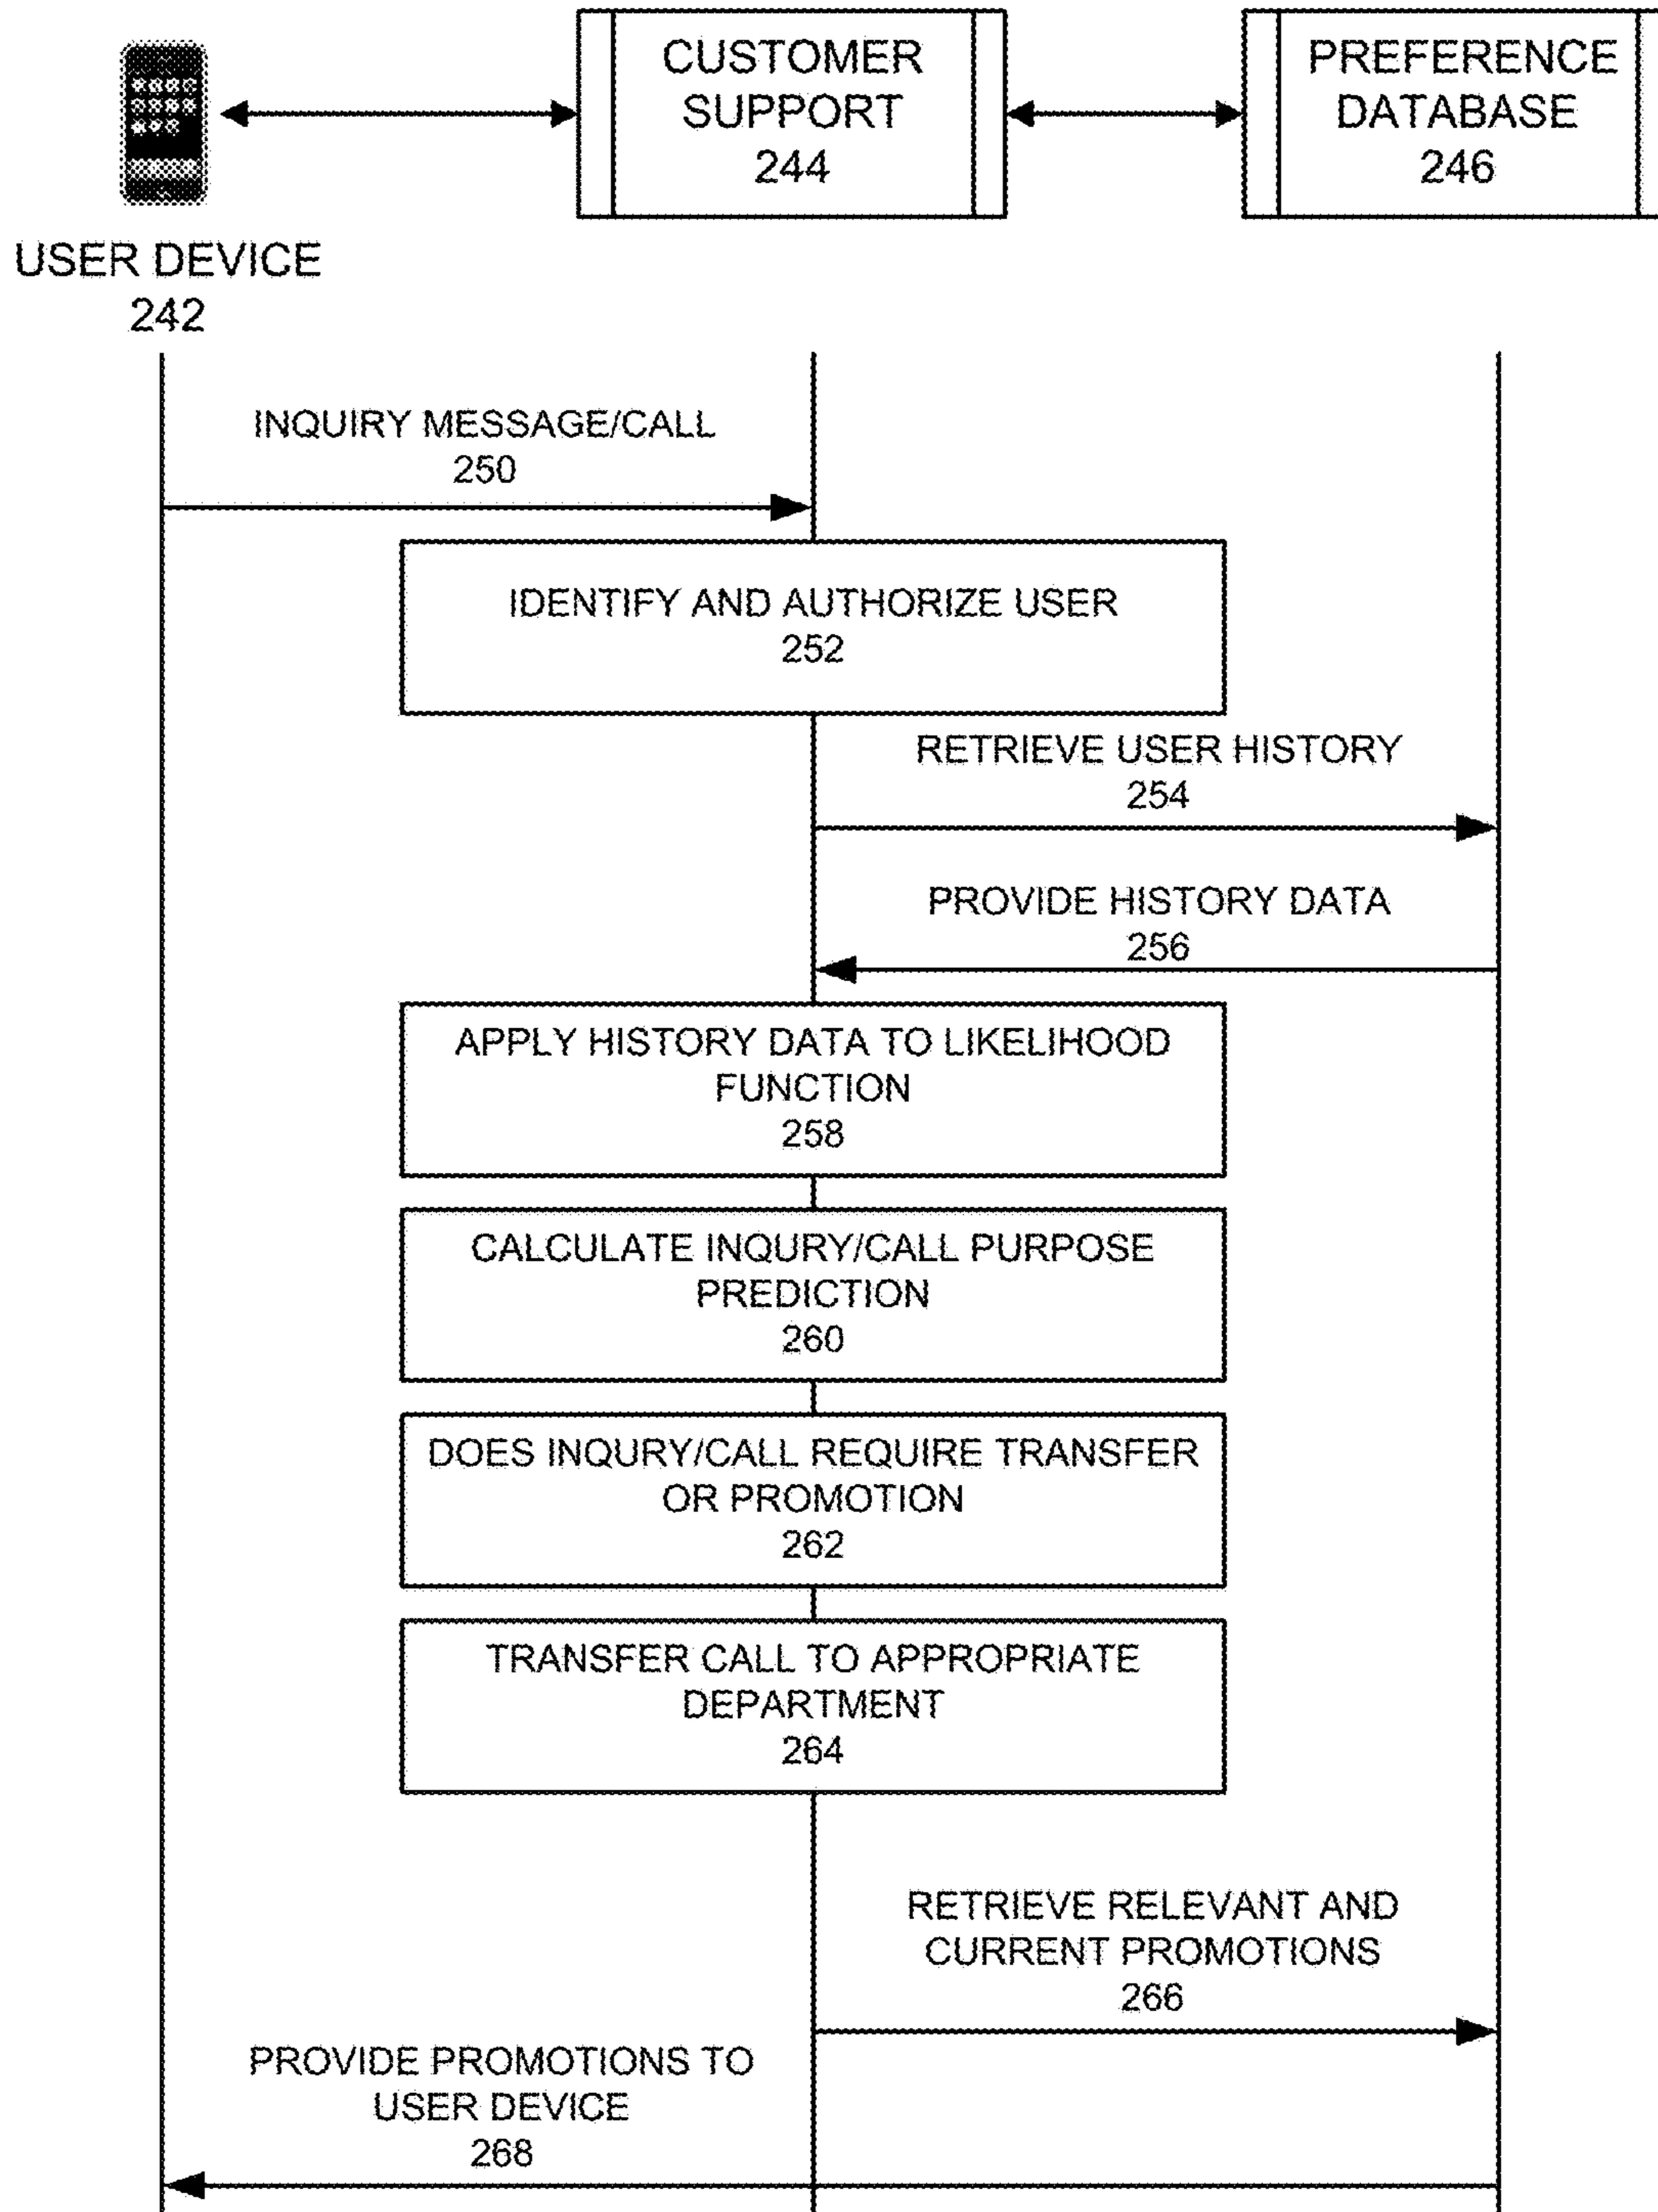 CUSTOMER
SUPPORT
244
PREFERENCE
DATABASE
246
USER DEVICE
242
INQUIRY MESSAGE/CALL
250
IDENTIFY AND AUTHORIZE USER
252
RETRIEVE USER HISTORY
254
PROVIDE HISTORY DATA
256
APPLY HISTORY DATA TO LIKELIHOOD
FUNCTION
258
CALCULATE INQURY/CALL PURPOSE
PREDICTION
260
DOES INQURY/CALL REQUIRE TRANSFER
OR PROMOTION
262
TRANSFER CALL TO APPROPRIATE
DEPARTMENT
264
RETRIEVE RELEVANT AND
CURRENT PROMOTIONS
266
PROVIDE PROMOTIONS TO
USER DEVICE
268